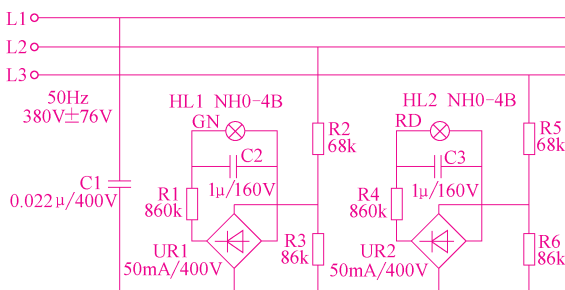 L1
L2
L3
50Hz
380V±76V
HL1 NH0-4B
GN
C2
1μ/160V
R1
860k
UR1
50mA/400V
C1
0.022μ/400V
R2
68k
R3
86k
HL2 NH0-4B
RD
C3
1μ/160V
R4
860k
UR2
50mA/400V
R5
68k
R6
86k